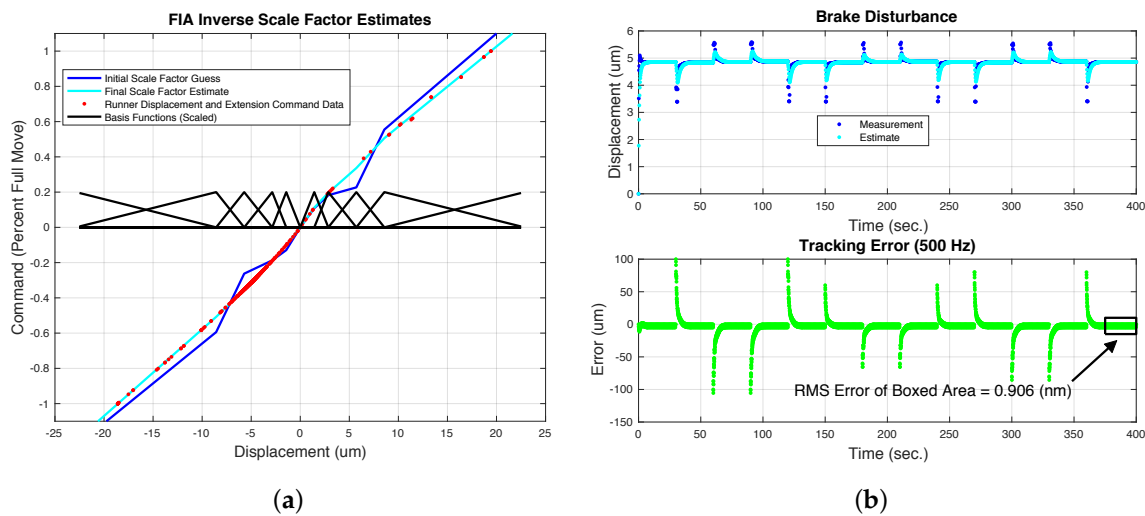 FIA Inverse Scale Factor Estimates
Command (Percent Full Move)
1
0.8
0.6
0.4
0.2
0
-0.2
-0.4
-0.6
-0.8
-1
Initial Scale Factor Guess
Final Scale Factor Estimate
Runner Displacement and Extension Command Data
Basis Functions (Scaled)
-25 -20 -15 -10 -5 0 5 10 15 20 25
Displacement (um)
(a)
Brake Disturbance
Displacement (um)
6
5
4
3
2
1
0
Measurement
Estimate
0 50 100 150 200 250 300 350 400
Time (sec.)
Tracking Error (500 Hz)
Error (um)
100
50
0
-50
-100
-150
RMS Error of Boxed Area = 0.906 (nm)
0 50 100 150 200 250 300 350 400
Time (sec.)
(b)